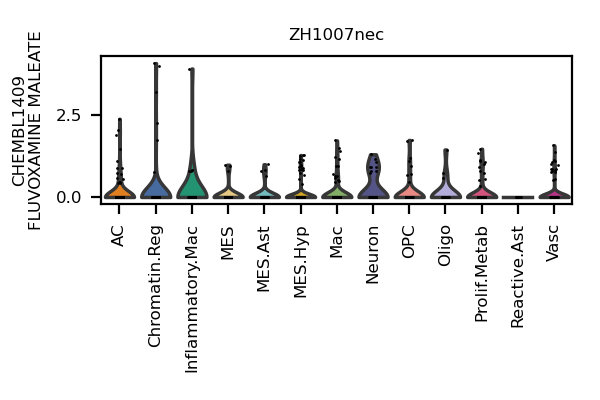 ZH1007nec
CHEMBL1409
FLUVOXAMINE MALEATE
2.5
0.0
AC
Chromatin.Reg
Inflammatory.Mac
MES
MES.Ast
MES.Hyp
Mac
Neuron
OPC
Oligo
Prolif.Metab
Reactive.Ast
Vasc